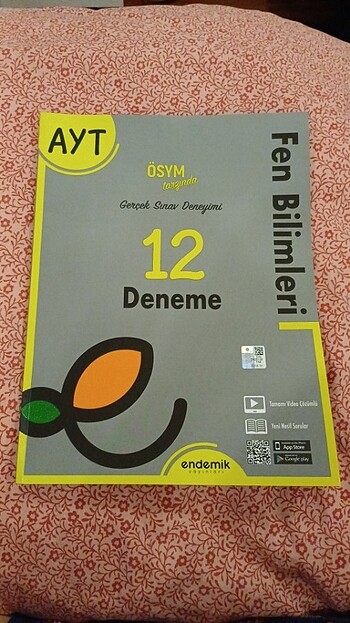 AYT
ÖSYM
tarzında
Gerçek Sınav Deneyimi
12
Deneme
Fen Bilimleri
Tamamı Video Çözümlü
Yeni Nesil Sorular
App Store
Google play
endemik
yayınları